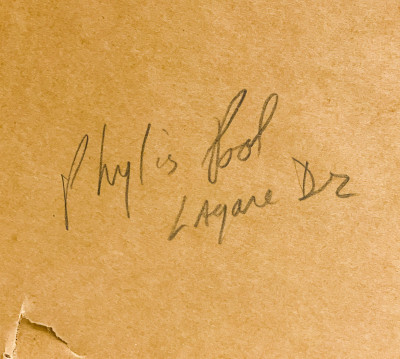 Phylis Pool
LAgare Dr